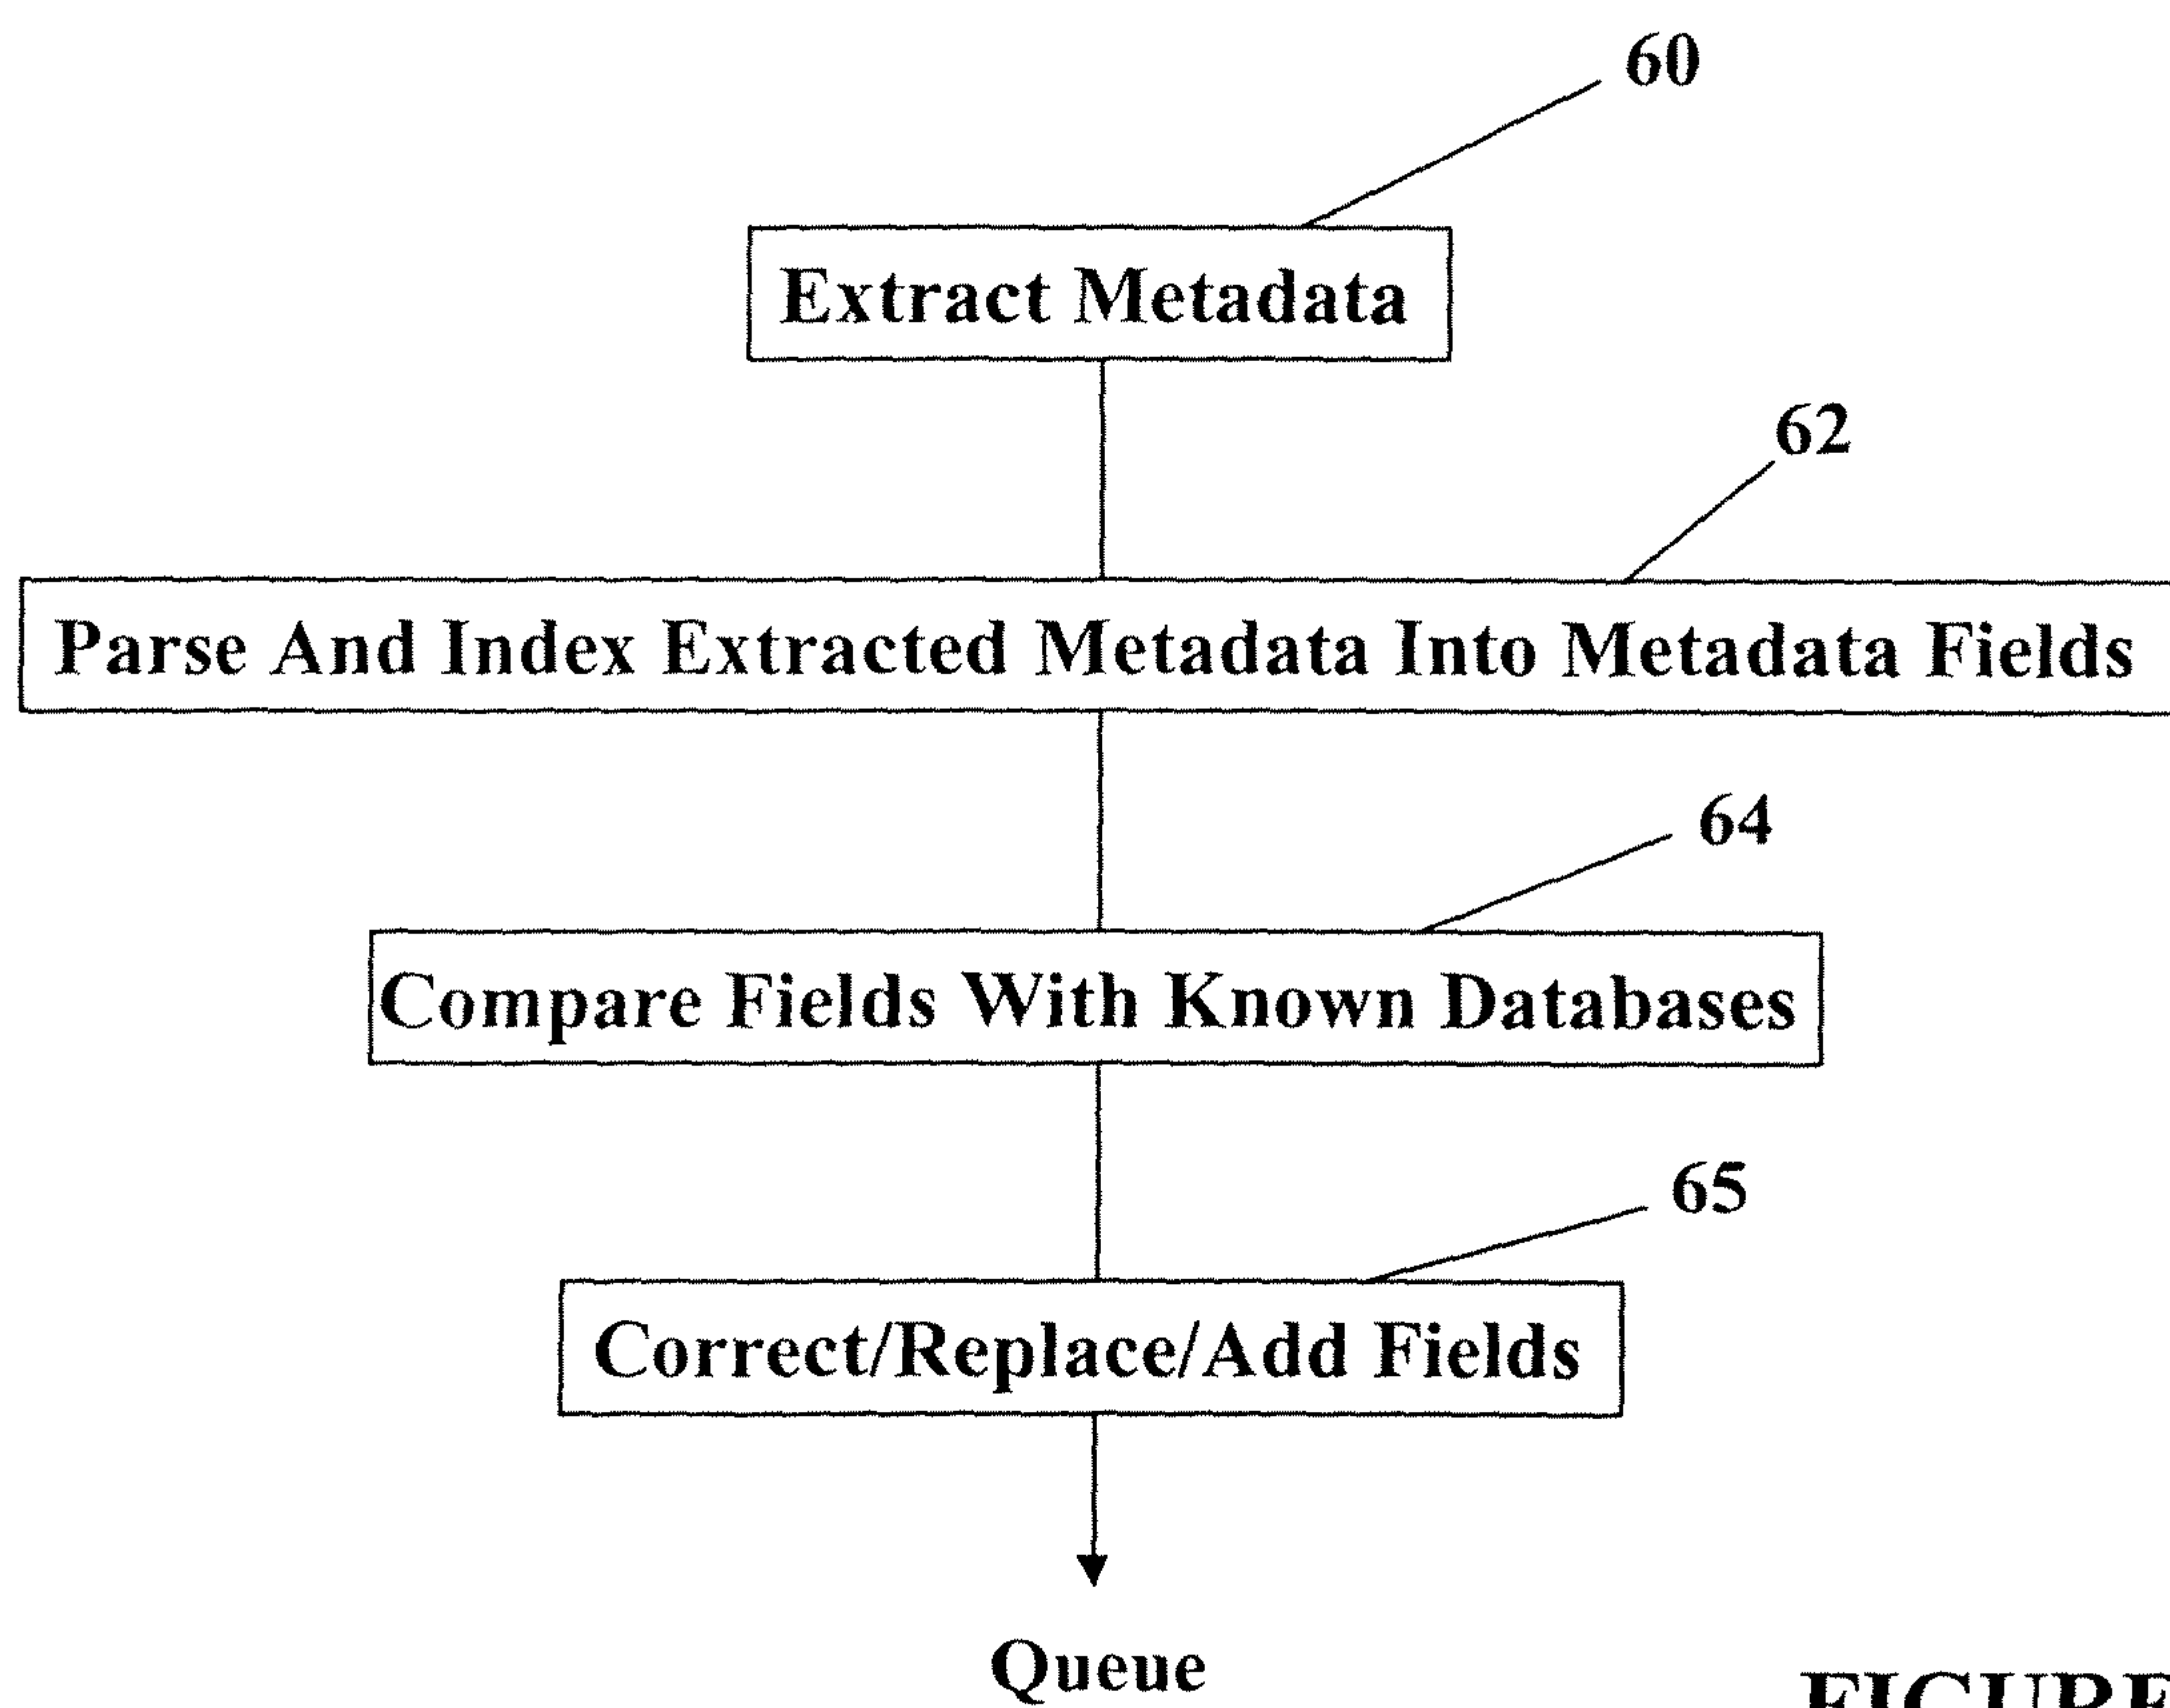 60
Extract Metadata
62
Parse And Index Extracted Metadata Into Metadata Fields
64
Compare Fields With Known Databases
65
Correct/Replace/Add Fields
Queue
FIGURE